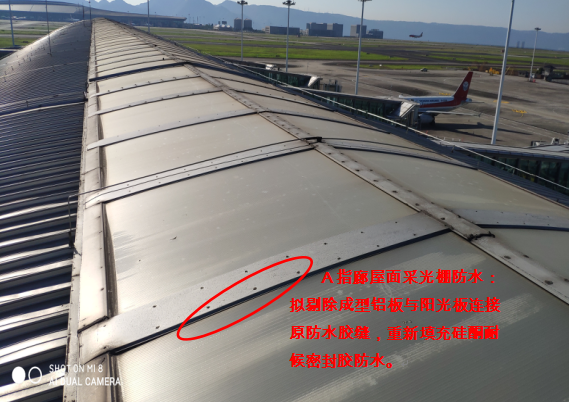 A指廊屋面采光棚防水：
拟剔除成型铝板与阳光板连接
原防水胶缝，重新填充硅酮耐
候密封胶防水。
SHOT ON MI 8
AI DUAL CAMERA